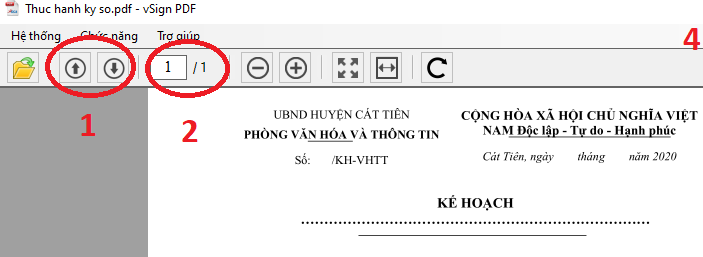 Thuc hanh ky so.pdf - vSign PDF
Hệ thống Chức năng Trợ giúp
4
1 / 1
1
2
UBND HUYỆN CÁT TIÊN
PHÒNG VĂN HÓA VÀ THÔNG TIN
Số: /KH-VHTT
CỘNG HÒA XÃ HỘI CHỦ NGHĨA VIỆT
NAM Độc lập - Tự do - Hạnh phúc
Cát Tiên, ngày tháng năm 2020
KẾ HOẠCH